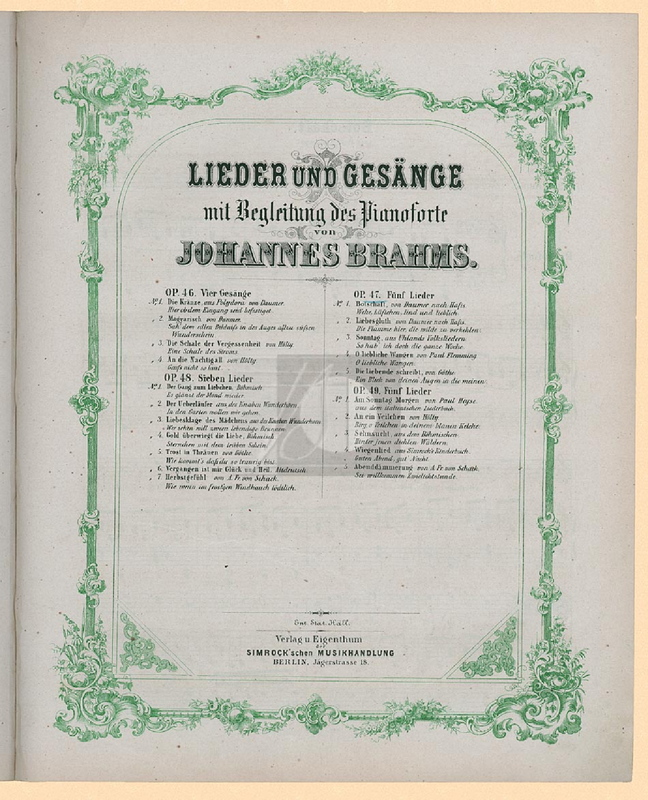 LIEDER UND GESÄNGE
mit Begleitung des Pianoforte
von
JOHANNES BRAHMS.
OP. 46. Vier Gesänge
No. 1. Die Kränze, aus Polydora von Daumer.
Hier ob dem Eingang seid befestiget.
2. Magyarisch von Daumer.
Sah dem edlen Bildniss in des Auges allzu süssen
Wunderschein
3. Die Schale der Vergessenheit von Hölty
Eine Schale des Stroms
4. An die Nachtigall von Hölty
Geuss nicht so laut
OP. 48. Sieben Lieder
No. 1. Der Gang zum Liebchen, Böhmisch.
Es glänzt der Mond nieder
2. Der Ueberläufer aus des Knaben Wunderhorn.
In den Garten wollen wir gehen
3. Liebesklage des Mädchens aus des Knaben Wunderhorn
Wer sehen will zween lebendige Brunnen
4. Gold überwiegt die Liebe, Böhmisch
Sternchen mit dem trüben Schein
5. Trost in Thränen von Göthe
Wie kommt's dass du so traurig bist
6. Vergangen ist mir Glück und Heil. Altdeutsch
7. Herbstgefühl von A. Fr. von Schack.
Wie wenn im frost'gen Windhauch tödtlich.
OP. 47. Fünf Lieder
No. 1. Botschaft, von Daumer nach Hafis
Wehe, Lüftchen, lind und lieblich
2. Liebesgluth von Daumer nach Hafis.
Die Flamme hier, die wilde zu verhehlen
3. Sonntag, aus Uhlands Volksliedern
So hab' ich doch die ganze Woche
4. O liebliche Wangen von Paul Flemming
O liebliche Wangen
5. Die Liebende schreibt, von Göthe
Ein Blick von deinen Augen in die meinen
OP. 49. Fünf Lieder
No. 1. Am Sonntag Morgen von Paul Heyse.
aus dem italienischen Liederbuch.
2. An ein Veilchen von Hölty
Birg o Veilchen in deinem blauen Kelche
3. Sehnsucht, aus dem Böhmischen.
Hinter jenen dichten Wäldern.
4. Wiegenlied aus Simrocks Kinderbuch
Guten Abend, gut' Nacht
5. Abenddämmerung von A. Fr. von Schack.
Sei willkommen Zwielichtstunde.
Ent. Stat. Hall.
Verlag u. Eigenthum
der
SIMROCK'schen MUSIKHANDLUNG
BERLIN, Jägerstrasse 18.